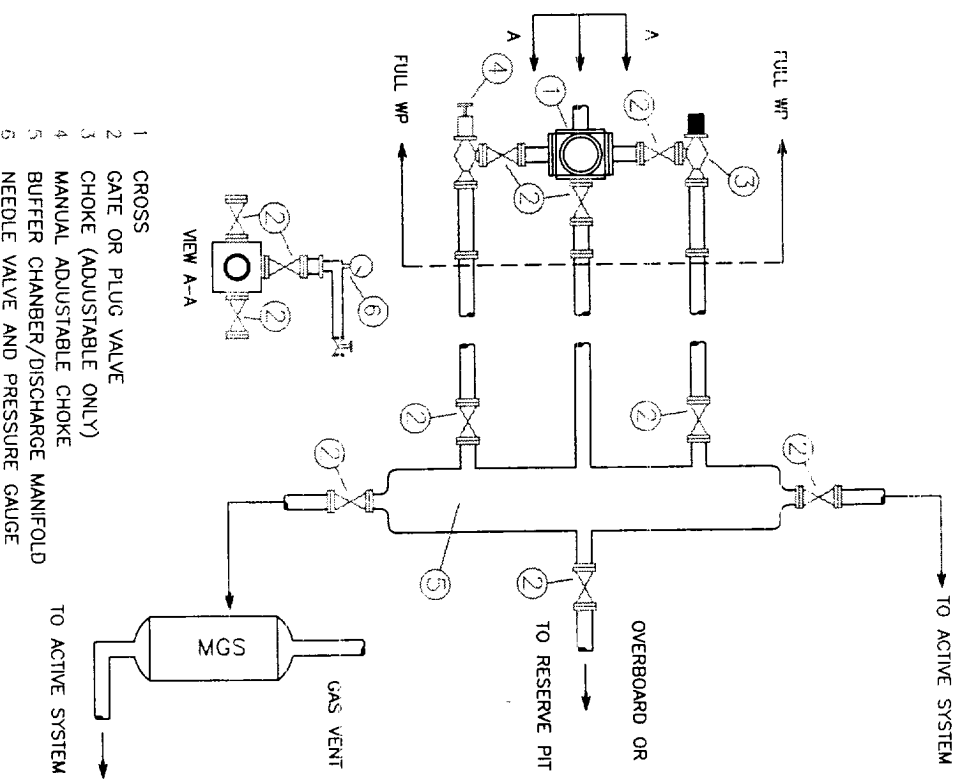 A
A
FULL WP
FULL WP
4
1
2
3
2
2
VIEW A-A
2
2
2
6
1 CROSS
2 GATE OR PLUG VALVE
3 CHOKE (ADJUSTABLE ONLY)
4 MANUAL ADJUSTABLE CHOKE
5 BUFFER CHANBER/DISCHARGE MANIFOLD
6 NEEDLE VALVE AND PRESSURE GAUGE
2
2
2
2
5
2
OVERBOARD OR
TO RESERVE PIT
TO ACTIVE SYSTEM
MGS
GAS VENT
TO ACTIVE SYSTEM